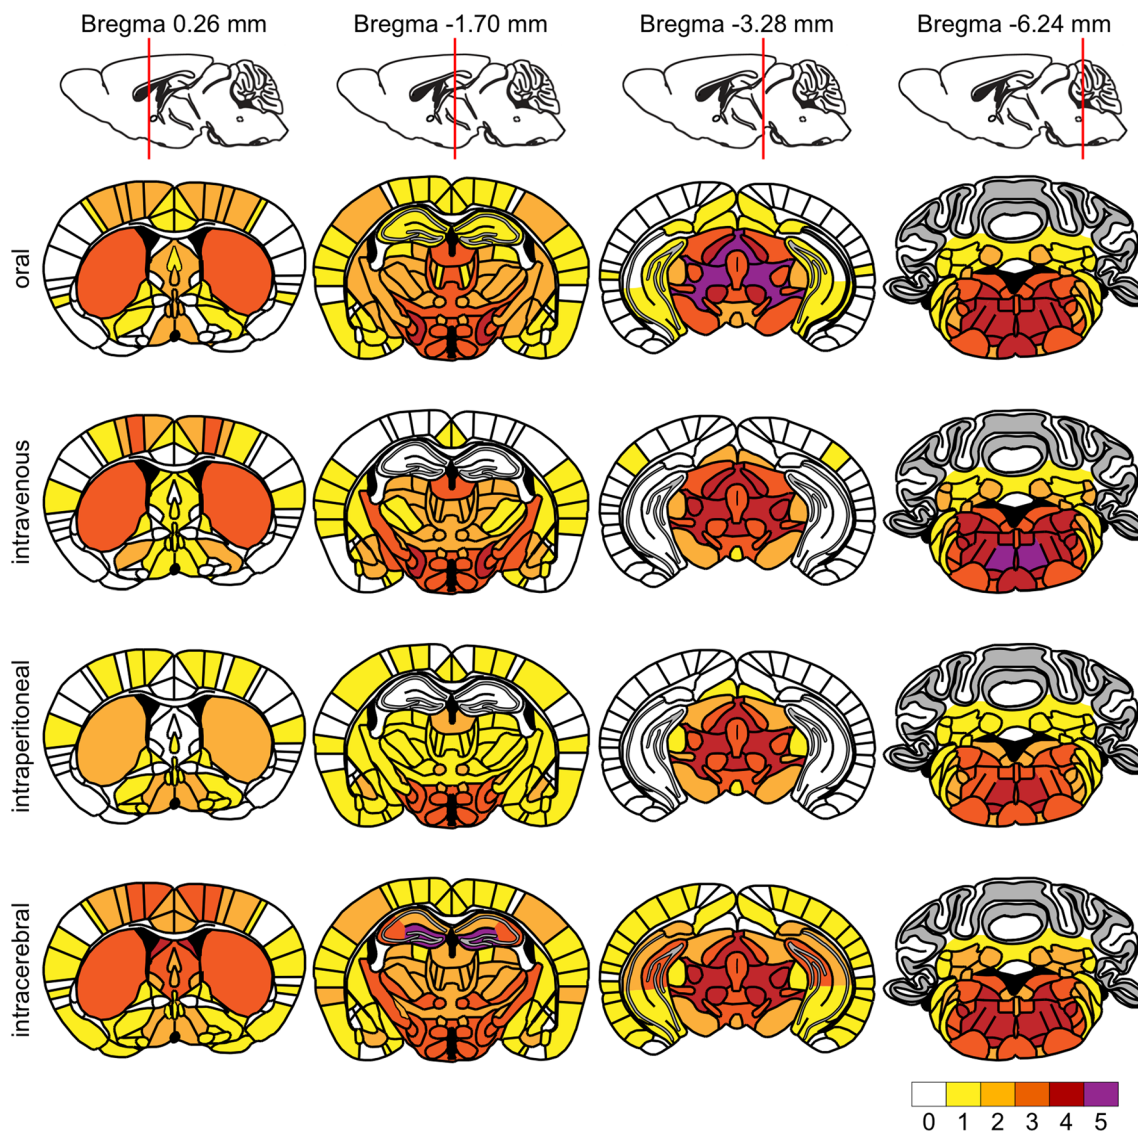 Bregma 0.26 mm
Bregma -1.70 mm
Bregma -3.28 mm
Bregma -6.24 mm
oral
intravenous
intraperitoneal
intracerebral
0 1 2 3 4 5